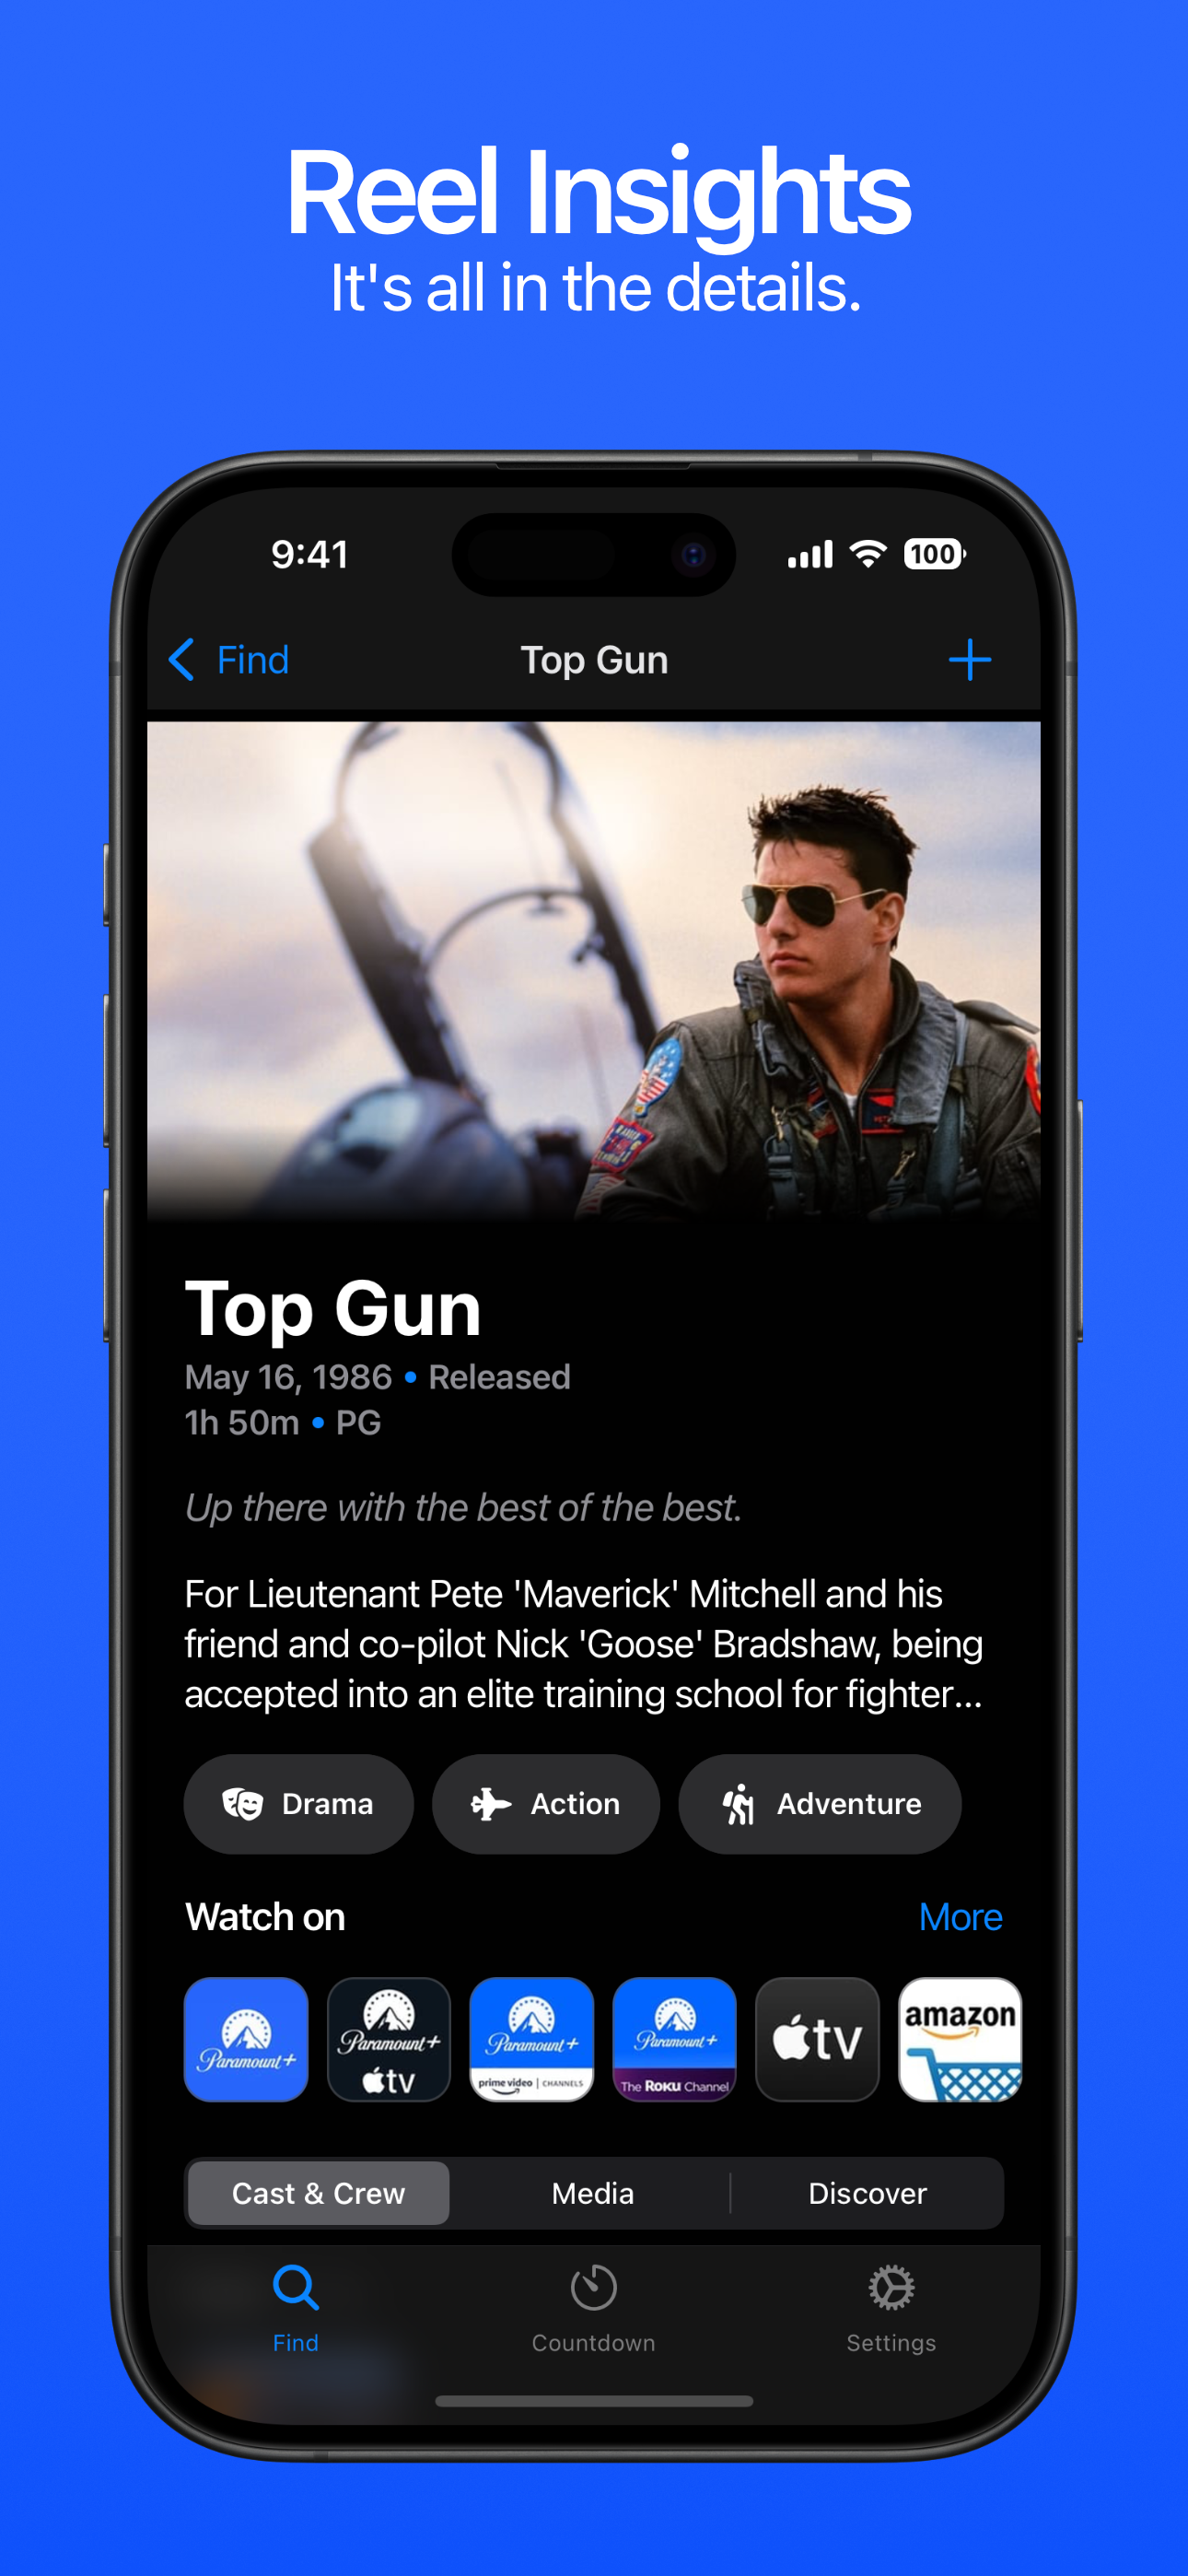 Reel Insights
It's all in the details.
9:41
100
Find
Top Gun
Top Gun
May 16, 1986 • Released
1h 50m • PG
Up there with the best of the best.
For Lieutenant Pete 'Maverick' Mitchell and his
friend and co-pilot Nick 'Goose' Bradshaw, being
accepted into an elite training school for fighter...
Drama
Action
Adventure
Watch on
More
Paramount+
Paramount+
tv
Paramount+
prime video | CHANNELS
Paramount+
The Roku Channel
tv
amazon
Cast & Crew
Media
Discover
Find
Countdown
Settings